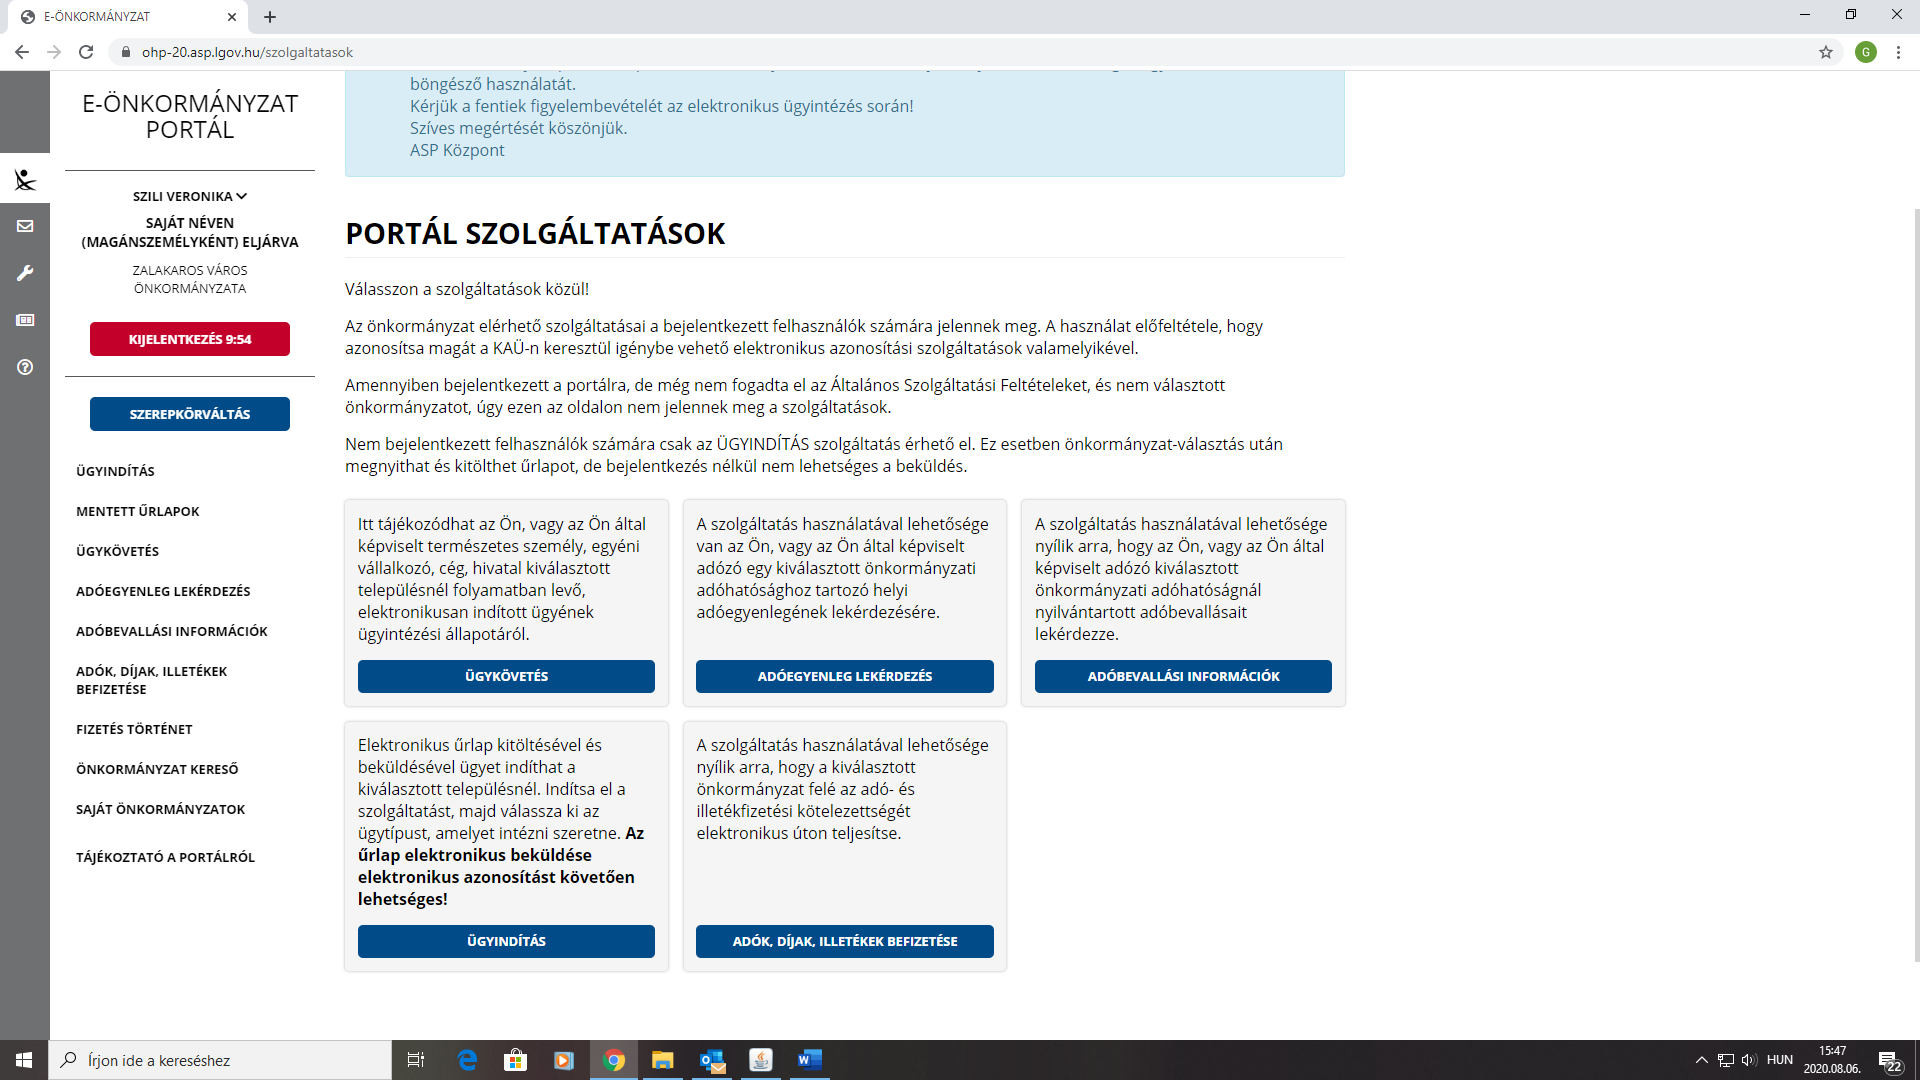 E-ÖNKORMÁNYZAT
ohp-20.asp.lgov.hu/szolgaltatasok
G
E-ÖNKORMÁNYZAT
PORTÁL
SZILI VERONIKA
SAJÁT NÉVEN
(MAGÁNSZEMÉLYKÉNT) ELJÁRVA
ZALAKAROS VÁROS
ÖNKORMÁNYZATA
KIJELENTKEZÉS 9:54
SZEREPKÖRVÁLTÁS
ÜGYINDÍTÁS
MENTETT ŰRLAPOK
ÜGYKÖVETÉS
ADÓEGYENLEG LEKÉRDEZÉS
ADÓBEVALLÁSI INFORMÁCIÓK
ADÓK, DÍJAK, ILLETÉKEK
BEFIZETÉSE
FIZETÉS TÖRTÉNET
ÖNKORMÁNYZAT KERESŐ
SAJÁT ÖNKORMÁNYZATOK
TÁJÉKOZTATÓ A PORTÁLRÓL
böngésző használatát.
Kérjük a fentiek figyelembevételét az elektronikus ügyintézés során!
Szíves megértését köszönjük.
ASP Központ
PORTÁL SZOLGÁLTATÁSOK
Válasszon a szolgáltatások közül!
Az önkormányzat elérhető szolgáltatásai a bejelentkezett felhasználók számára jelennek meg. A használat előfeltétele, hogy
azonosítsa magát a KAÜ-n keresztül igénybe vehető elektronikus azonosítási szolgáltatások valamelyikével.
Amennyiben bejelentkezett a portálra, de még nem fogadta el az Általános Szolgáltatási Feltételeket, és nem választott
önkormányzatot, úgy ezen az oldalon nem jelennek meg a szolgáltatások.
Nem bejelentkezett felhasználók számára csak az ÜGYINDÍTÁS szolgáltatás érhető el. Ez esetben önkormányzat-választás után
megnyithat és kitölthet űrlapot, de bejelentkezés nélkül nem lehetséges a beküldés.
Itt tájékozódhat az Ön, vagy az Ön által
képviselt természetes személy, egyéni
vállalkozó, cég, hivatal kiválasztott
településnél folyamatban levő,
elektronikusan indított ügyének
ügyintézési állapotáról.
ÜGYKÖVETÉS
A szolgáltatás használatával lehetősége
van az Ön, vagy az Ön által képviselt
adózó egy kiválasztott önkormányzati
adóhatósághoz tartozó helyi
adóegyenlegének lekérdezésére.
ADÓEGYENLEG LEKÉRDEZÉS
A szolgáltatás használatával lehetősége
nyílik arra, hogy az Ön, vagy az Ön által
képviselt adózó kiválasztott
önkormányzati adóhatóságnál
nyilvántartott adóbevallásait
lekérdezze.
ADÓBEVALLÁSI INFORMÁCIÓK
Elektronikus űrlap kitöltésével és
beküldésével ügyet indíthat a
kiválasztott településnél. Indítsa el a
szolgáltatást, majd válassza ki az
ügytípust, amelyet intézni szeretne. Az
űrlap elektronikus beküldése
elektronikus azonosítást követően
lehetséges!
ÜGYINDÍTÁS
A szolgáltatás használatával lehetősége
nyílik arra, hogy a kiválasztott
önkormányzat felé az adó- és
illetékfizetési kötelezettségét
elektronikus úton teljesítse.
ADÓK, DÍJAK, ILLETÉKEK BEFIZETÉSE
Írjon ide a kereséshez
HUN
15:47
2020.08.06.
22